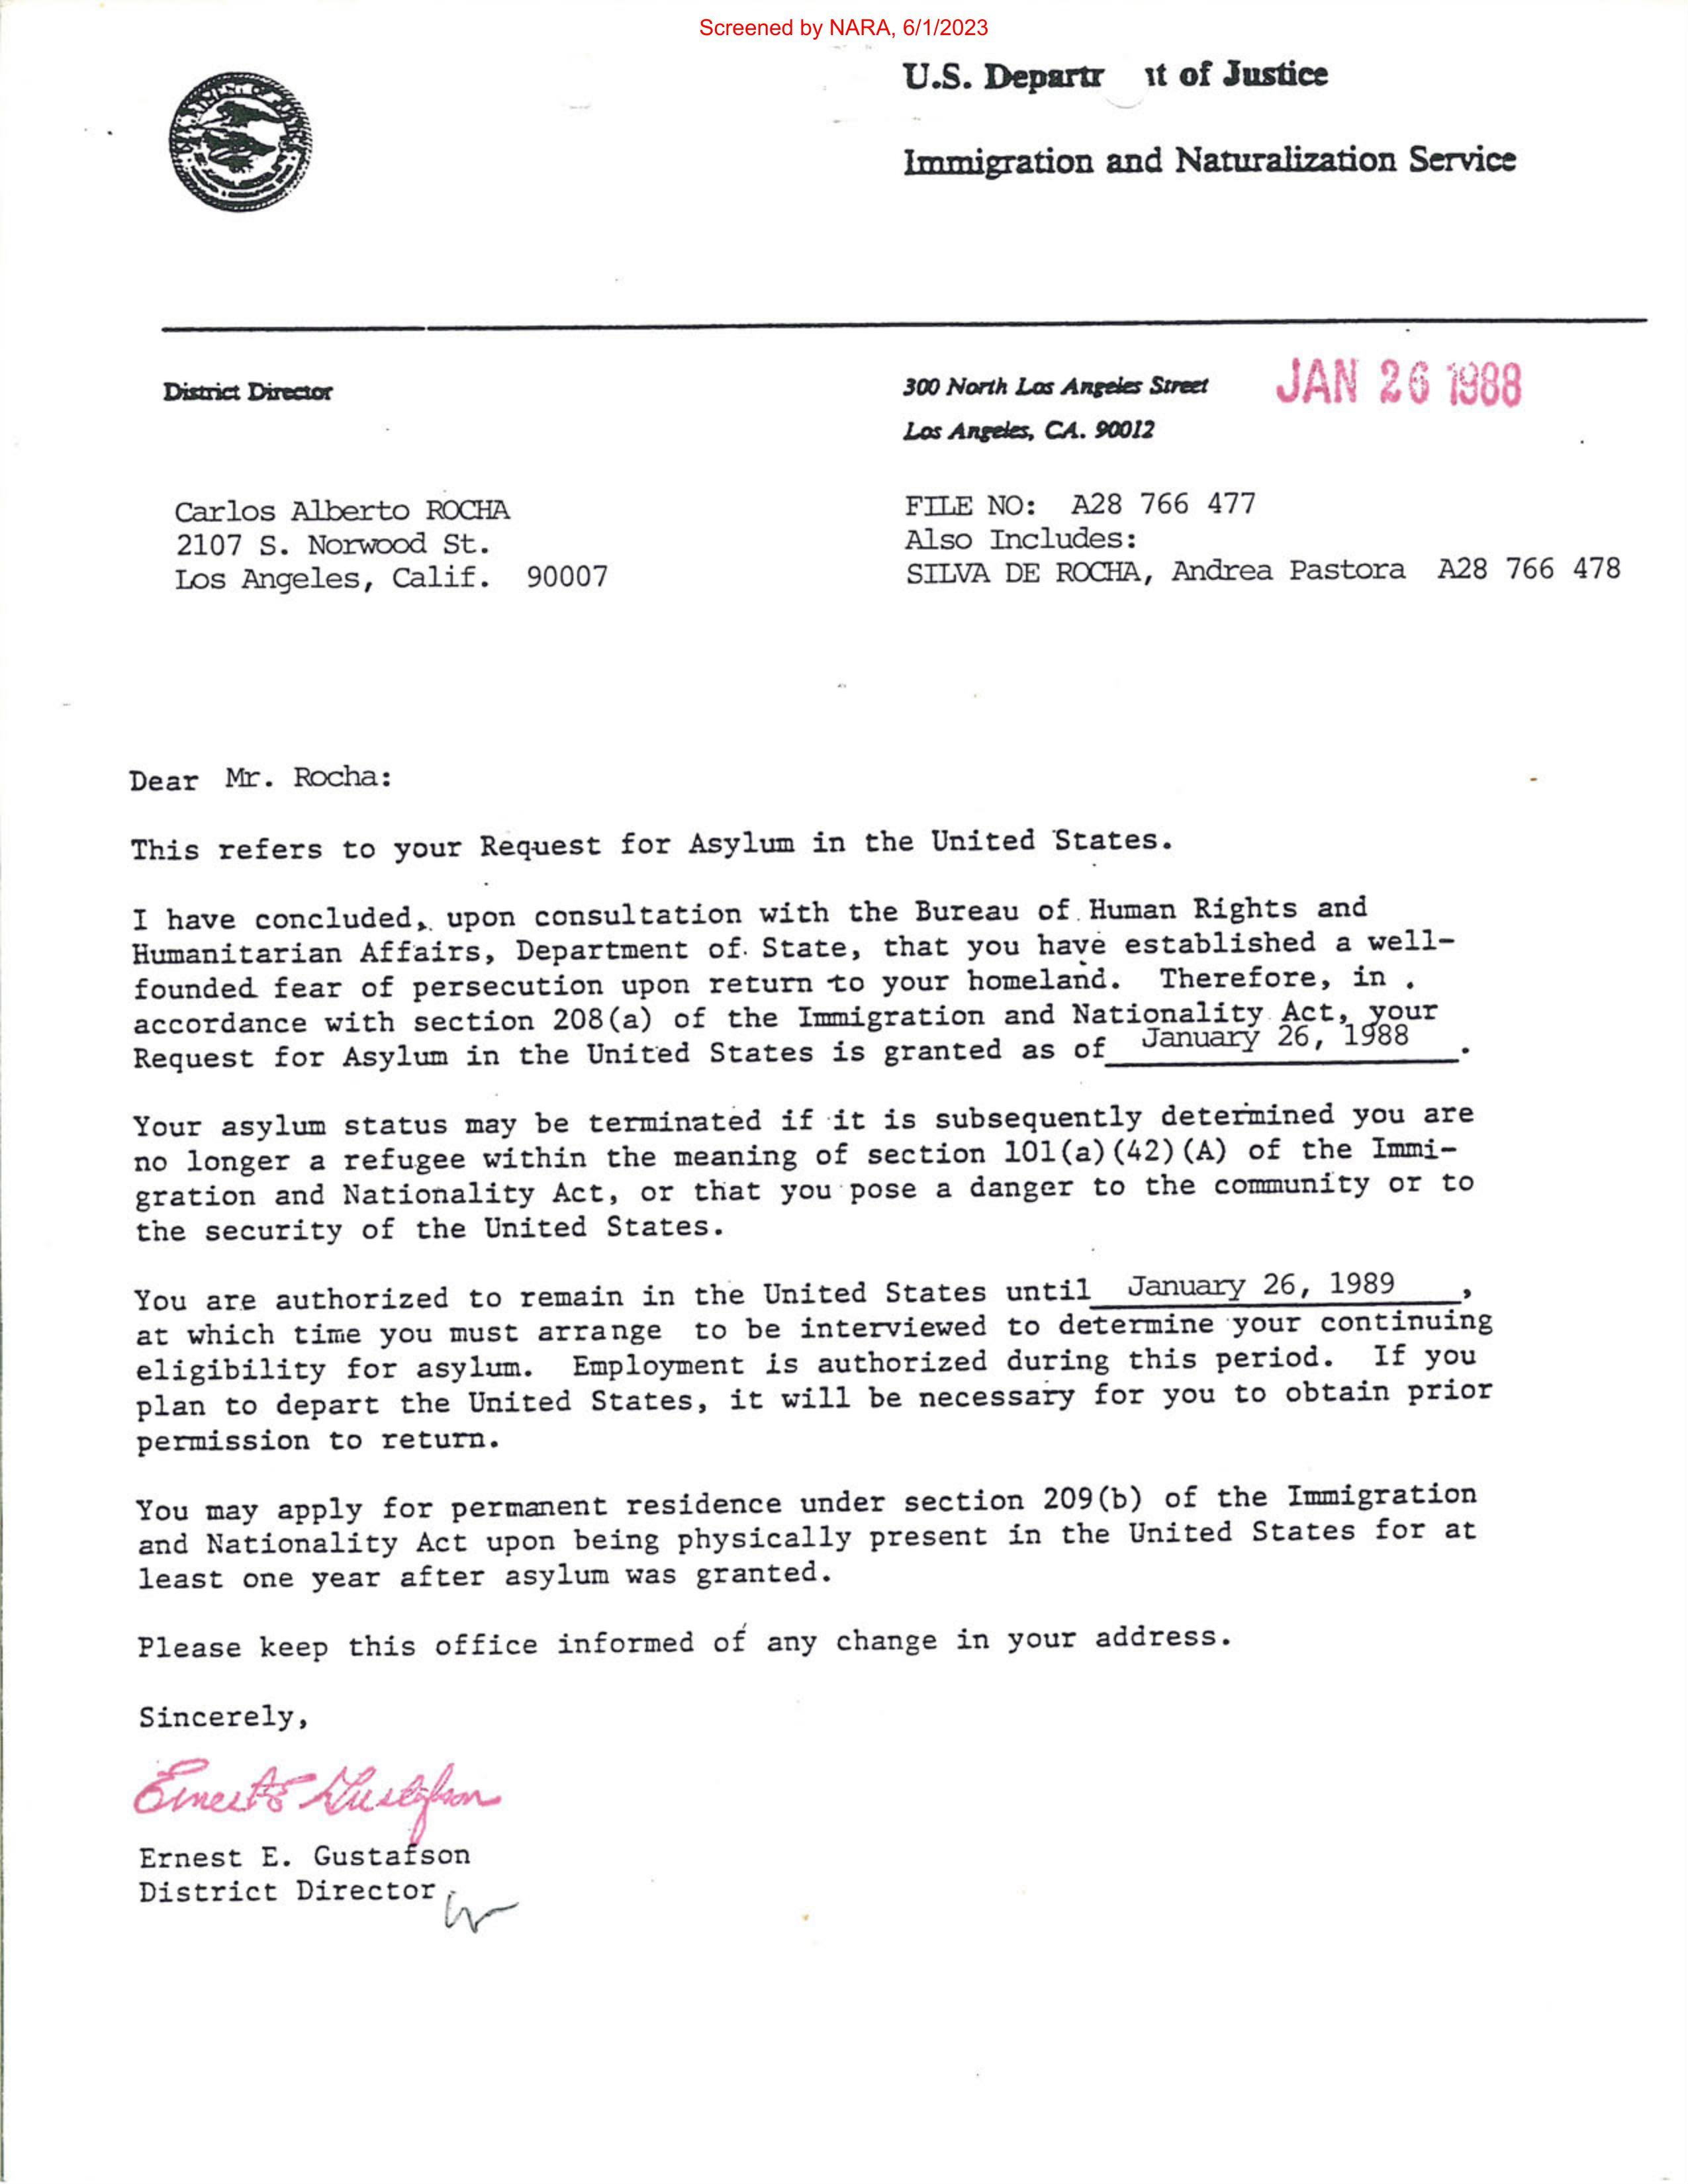 Screened by NARA, 6/1/2023
U.S. Departr t of Justice
Immigration and Naturalization Service
District Director
300 North Los Angeles Street
JAN 26 1988
Los Angeles, CA. 90012
Carlos Alberto ROCHA
2107 S. Norwood St.
Los Angeles, Calif. 90007
FILE NO: A28 766 477
Also Includes:
SILVA DE ROCHA, Andrea Pastora A28 766 478
Dear Mr. Rocha:
This refers to your Request for Asylum in the United States.
I have concluded, upon consultation with the Bureau of Human Rights and
Humanitarian Affairs, Department of State, that you have established a well-
founded fear of persecution upon return to your homeland. Therefore, in
accordance with section 208(a) of the Immigration and Nationality Act, your
Request for Asylum in the United States is granted as of January 26, 1988.
Your asylum status may be terminated if it is subsequently determined you are
no longer a refugee within the meaning of section 101(a)(42)(A) of the Immi-
gration and Nationality Act, or that you pose a danger to the community or to
the security of the United States.
You are authorized to remain in the United States until January 26, 1989,
at which time you must arrange to be interviewed to determine your continuing
eligibility for asylum. Employment is authorized during this period. If you
plan to depart the United States, it will be necessary for you to obtain prior
permission to return.
You may apply for permanent residence under section 209(b) of the Immigration
and Nationality Act upon being physically present in the United States for at
least one year after asylum was granted.
Please keep this office informed of any change in your address.
Sincerely,
Ernest E Gustafson
Ernest E. Gustafson
District Director